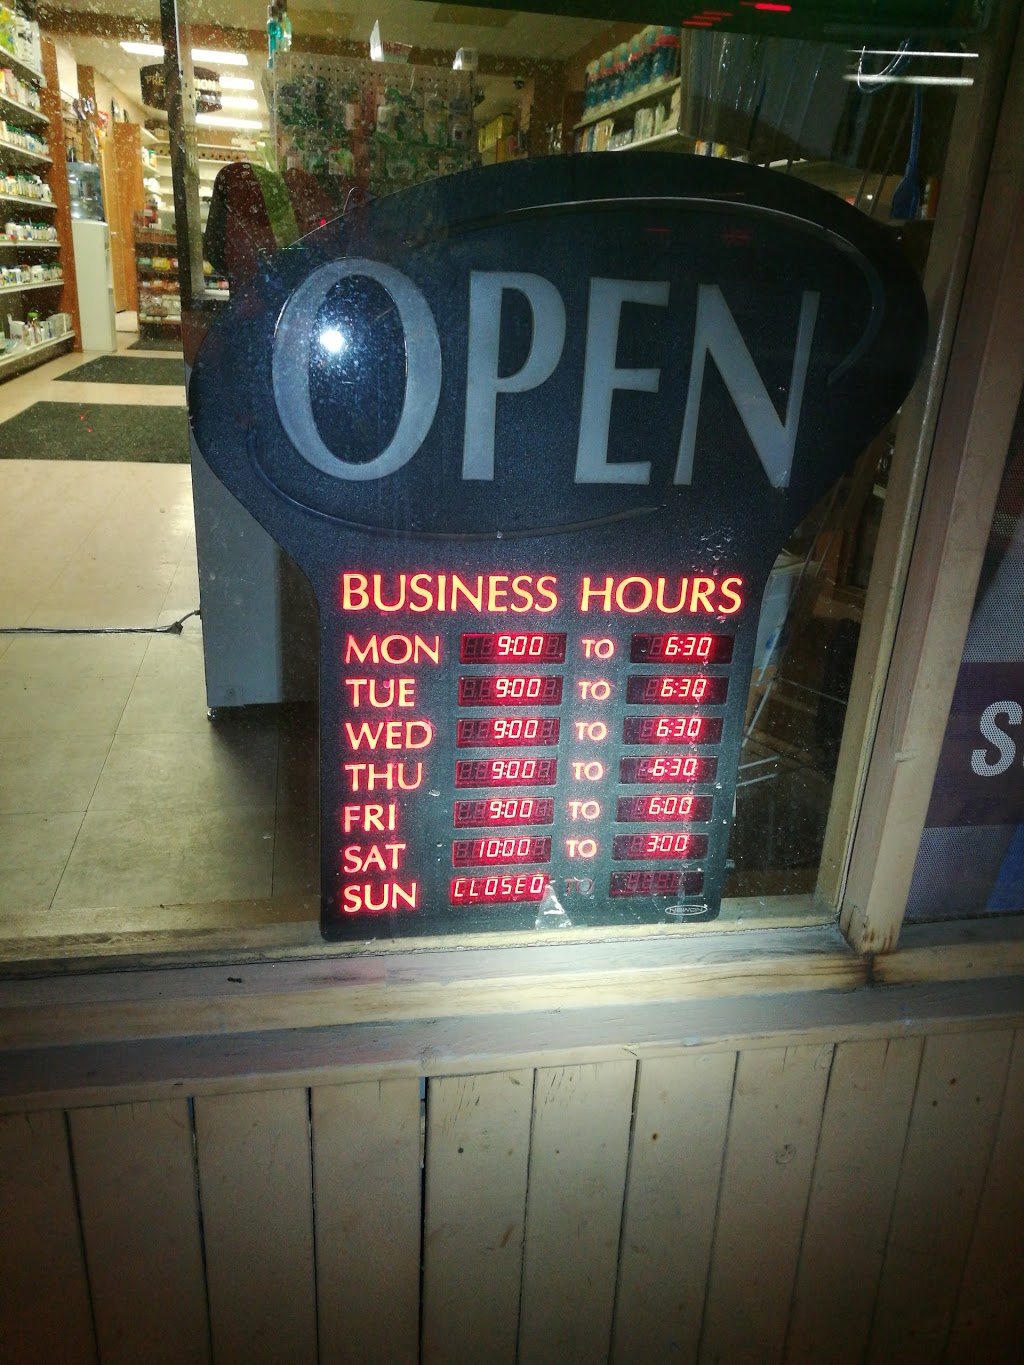 PRE
OPEN
BUSINESS HOURS
MON 9:00 TO 6:30
TUE 9:00 TO 6:30
WED 9:00 TO 6:30
THU 9:00 TO 6:30
FRI 9:00 TO 6:00
SAT 10:00 TO 3:00
SUN CLOSED TO
NEWON
S